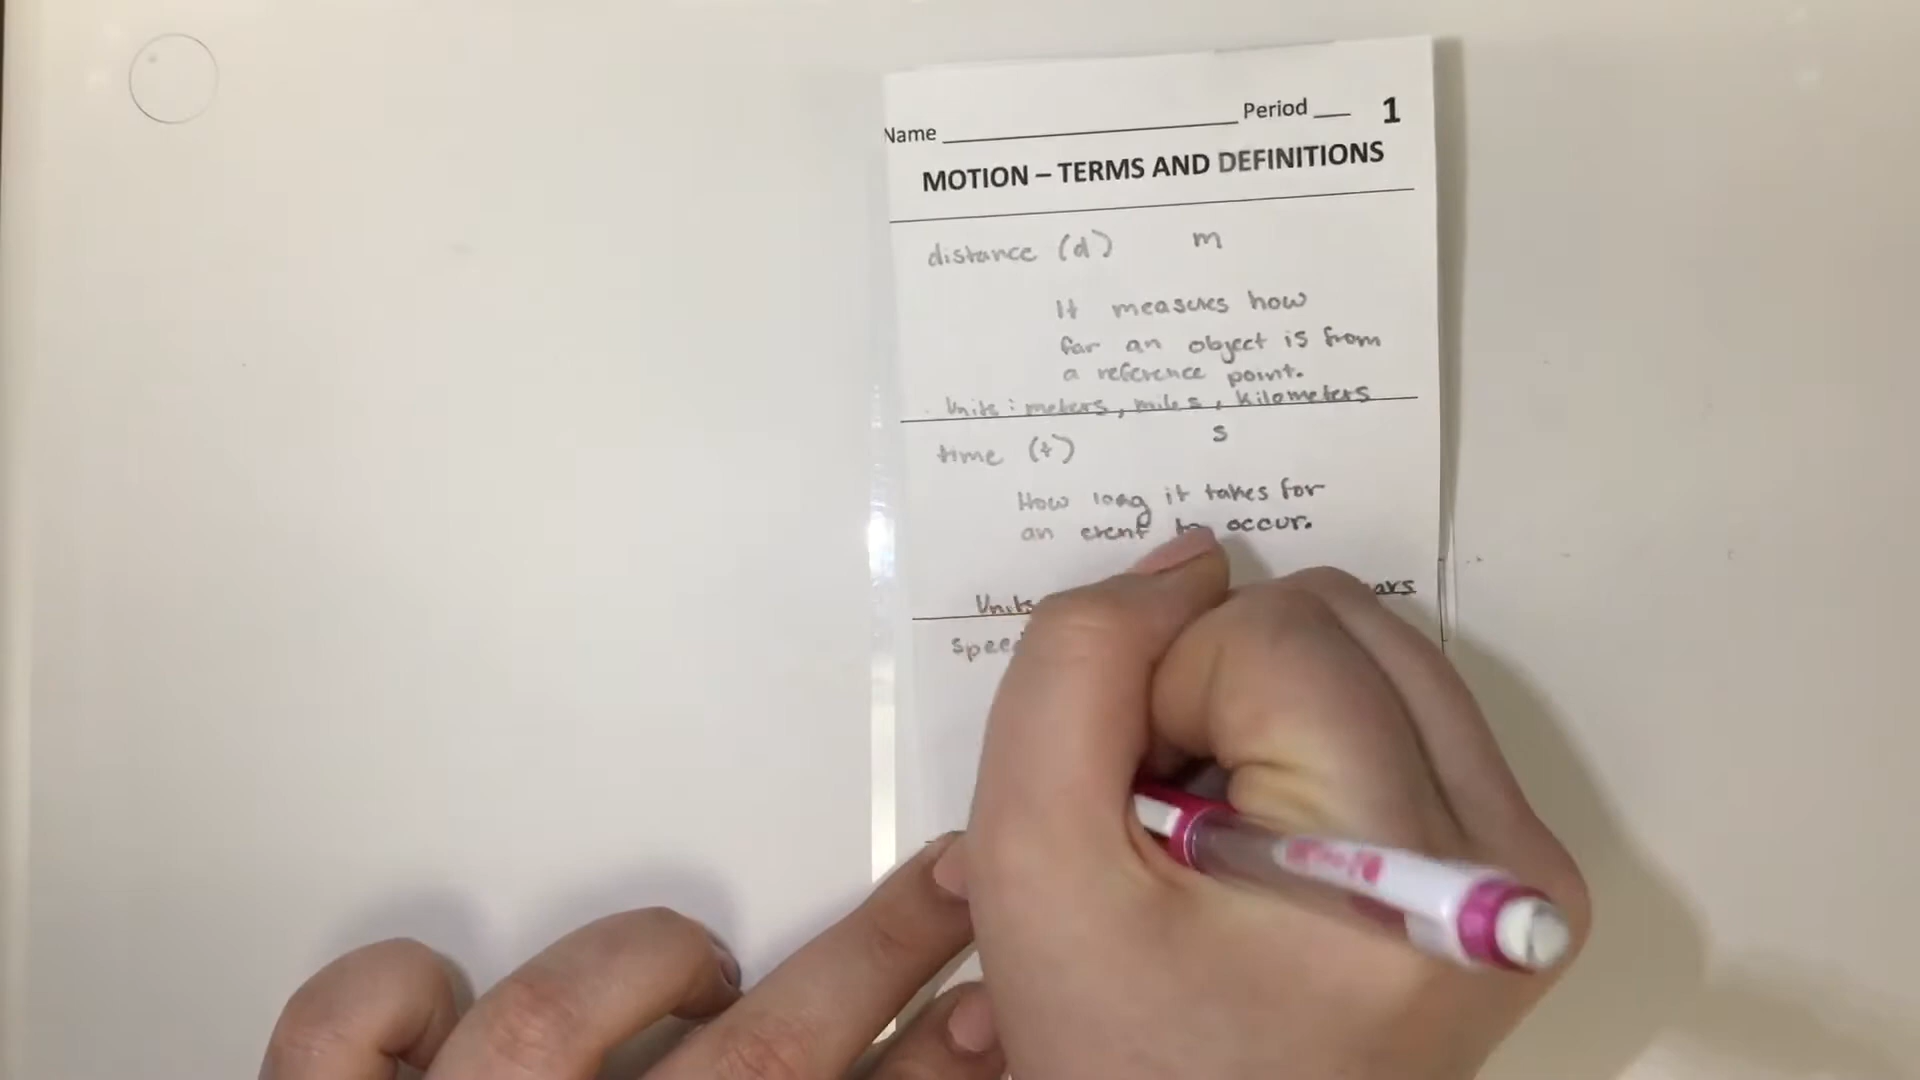 Name Period 1
MOTION – TERMS AND DEFINITIONS
distance (d) m
It measures how
far an object is from
a reference point.
Units: meters, miles, kilometers
time (t) s
How long it takes for
an event to occur.
Units